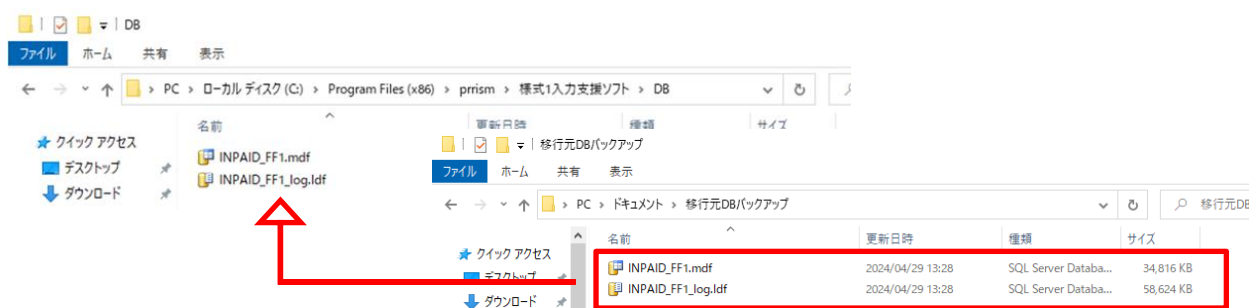 DB
ファイル ホーム 共有 表示
PC › ローカル ディスク (C:) › Program Files (x86) › prrism › 様式1入力支援ソフト › DB
名前 更新日時 種類 サイズ
クイック アクセス
デスクトップ
ダウンロード
INPAID_FF1.mdf
INPAID_FF1_log.ldf
移行元DBバックアップ
ファイル ホーム 共有 表示
PC › ドキュメント › 移行元DBバックアップ
移行元DB
名前 更新日時 種類 サイズ
クイック アクセス
デスクトップ
ダウンロード
INPAID_FF1.mdf 2024/04/29 13:28 SQL Server Databa... 34,816 KB
INPAID_FF1_log.ldf 2024/04/29 13:28 SQL Server Databa... 58,624 KB